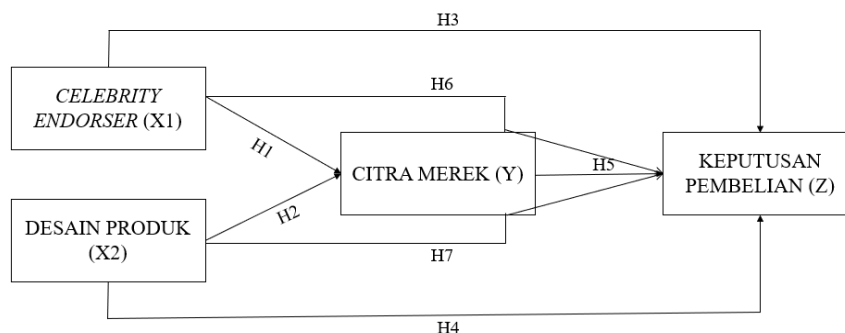 H3
CELEBRITY
ENDORSER (X1)
H6
H1
CITRA MEREK (Y)
H5
KEPUTUSAN
PEMBELIAN (Z)
H2
DESAIN PRODUK
(X2)
H7
H4